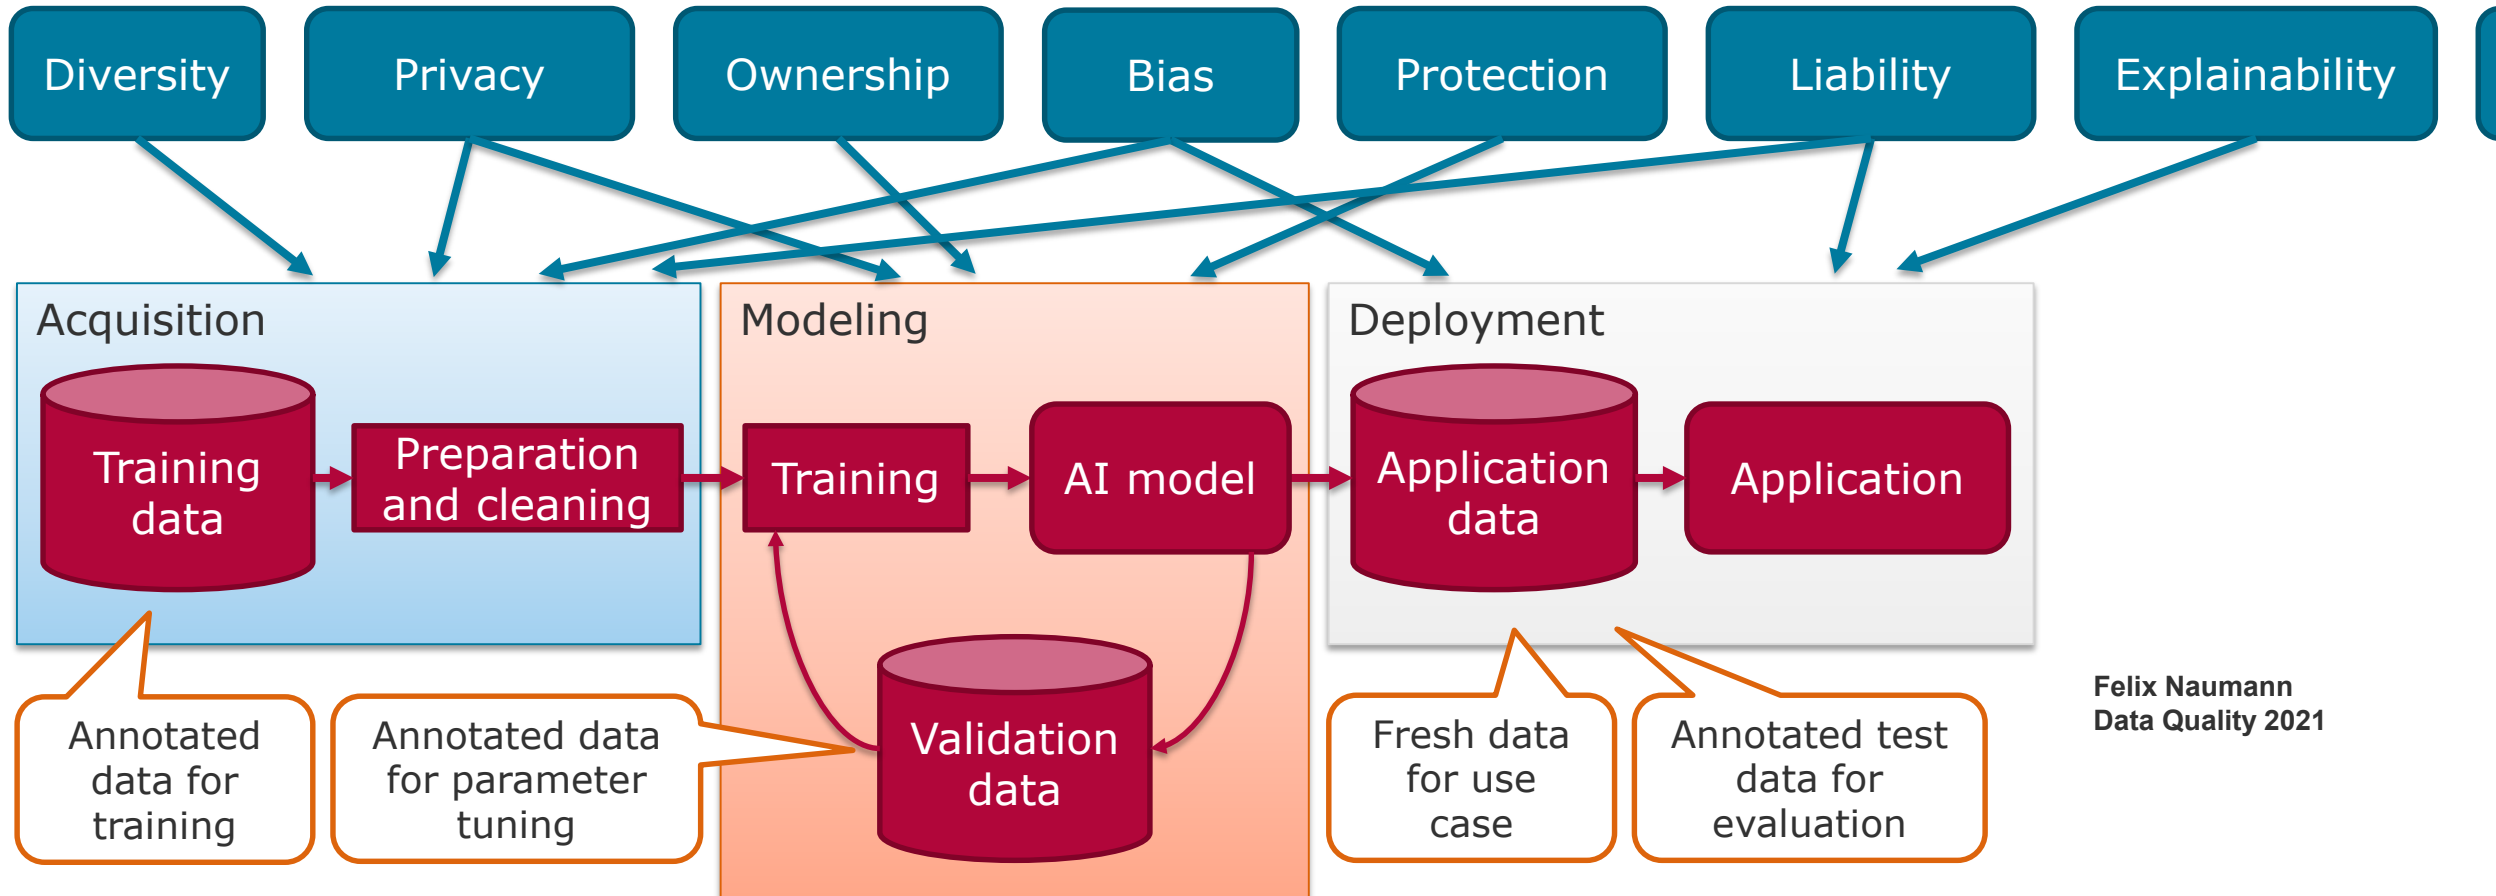 Diversity
Privacy
Ownership
Bias
Protection
Liability
Explainability
Acquisition
Training
data
Preparation
and cleaning
Modeling
Training
AI model
Validation
data
Deployment
Application
data
Application
Annotated
data for
training
Annotated data
for parameter
tuning
Fresh data
for use
case
Annotated test
data for
evaluation
Felix Naumann
Data Quality 2021